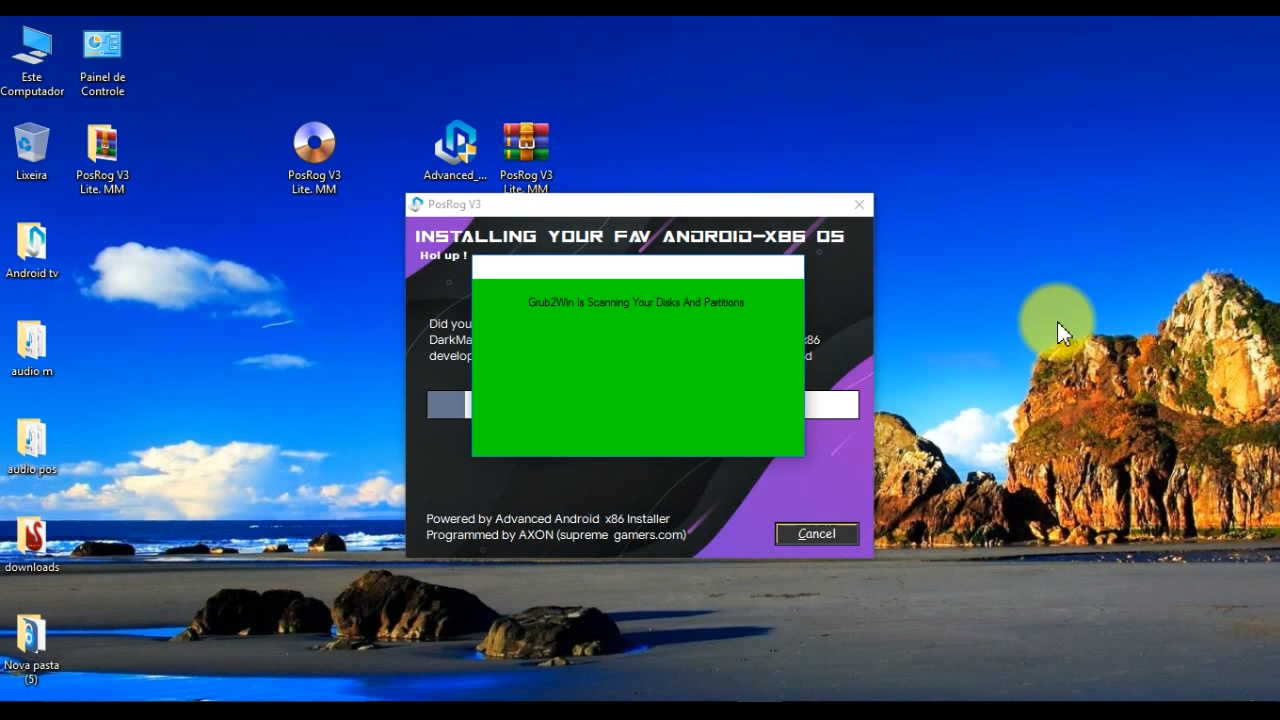 Este
Computador
Painel de
Controle
Lixeira
PosRog V3
Lite. MM
PosRog V3
Lite. MM
Advanced_...
PosRog V3
Lite. MM
Android tv
audio m
audio pos
downloads
Nova pasta
(5)
PosRog V3
INSTALLING YOUR FAV ANDROID-X86 OS
Hol up !
Grub2Win Is Scanning Your Disks And Partitions
Did you
DarkMa
x86
develop
d
Powered by Advanced Android x86 Installer
Programmed by AXON (supreme gamers.com)
Cancel